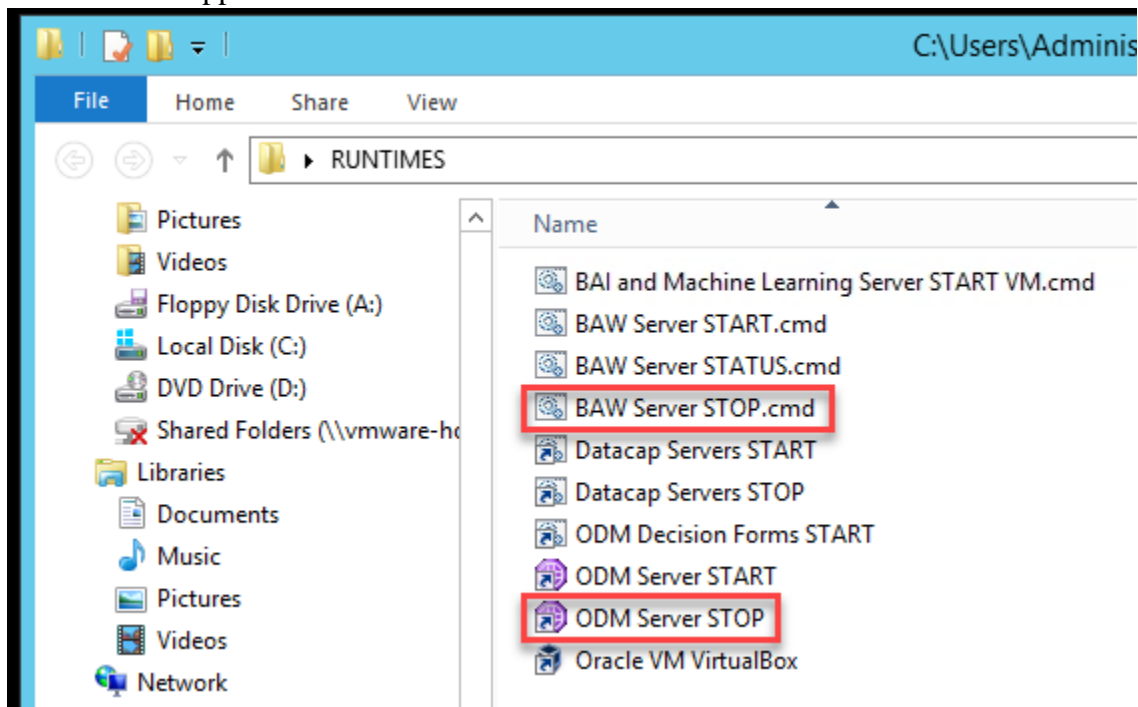 C:\Users\Adminis
File Home Share View
RUNTIMES
Pictures
Videos
Floppy Disk Drive (A:)
Local Disk (C:)
DVD Drive (D:)
Shared Folders (\\vmware-ho
Libraries
Documents
Music
Pictures
Videos
Network
Name
BAI and Machine Learning Server START VM.cmd
BAW Server START.cmd
BAW Server STATUS.cmd
BAW Server STOP.cmd
Datacap Servers START
Datacap Servers STOP
ODM Decision Forms START
ODM Server START
ODM Server STOP
Oracle VM VirtualBox